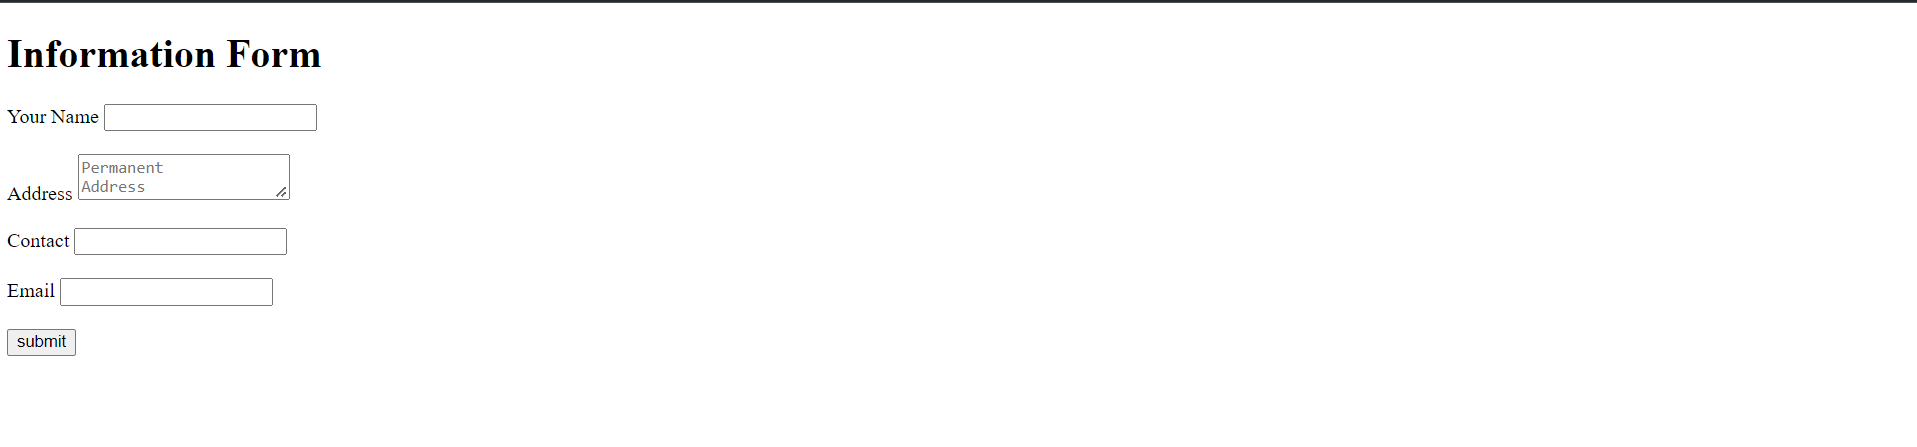 Information Form
Your Name
Permanent
Address
Address
Contact
Email
submit